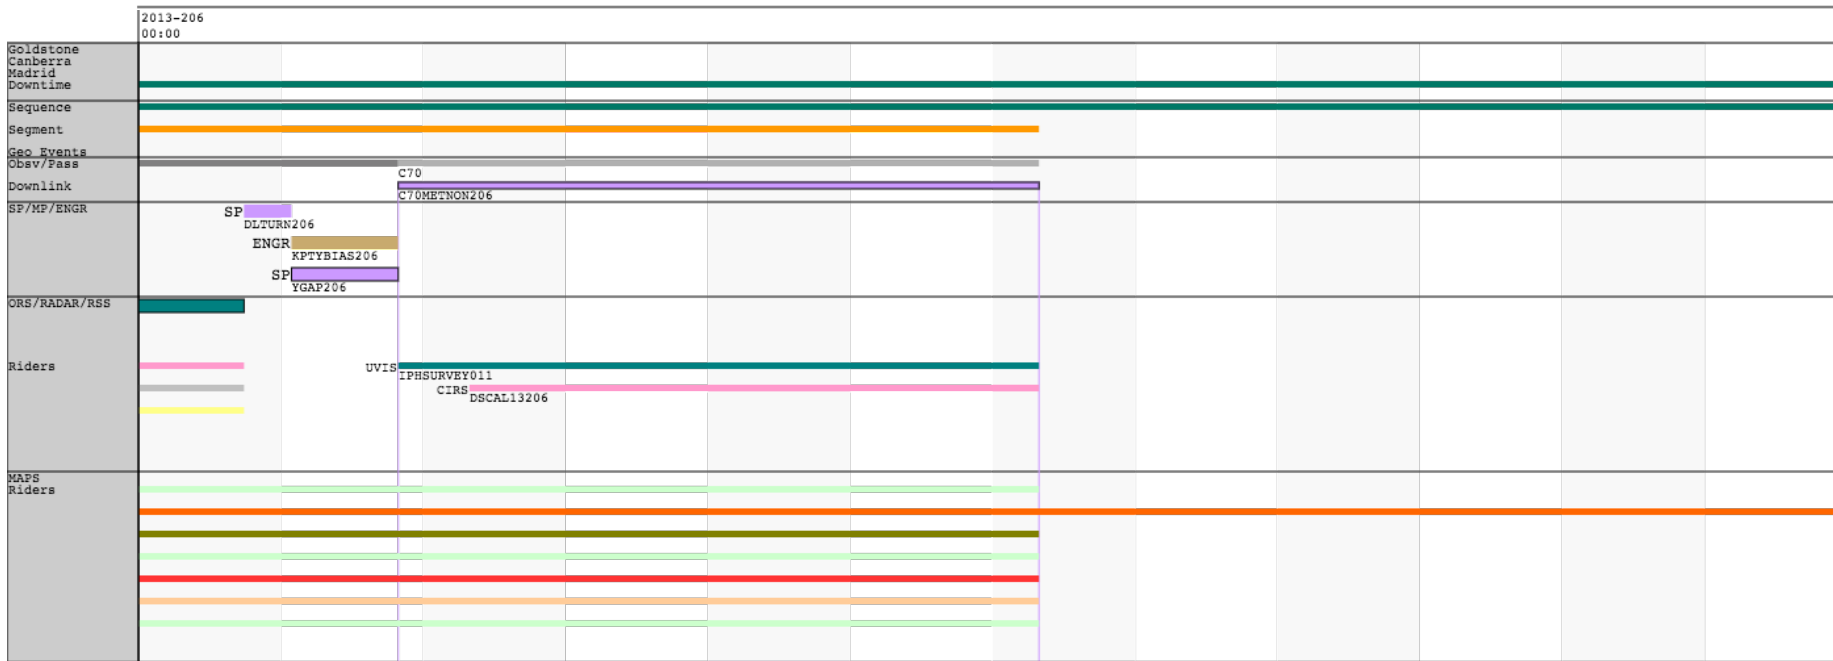 2013-206
00:00
Goldstone
Canberra
Madrid
Downtime
Sequence
Segment
Geo Events
Obsv/Pass
C70
Downlink
C70METNON206
SP/MP/ENGR
SP
DLTURN206
ENGR
KPTYBIAS206
SP
YGAP206
ORS/RADAR/RSS
Riders
UVIS
IPHSURVEY011
CIRS
DSCAL13206
MAPS
Riders